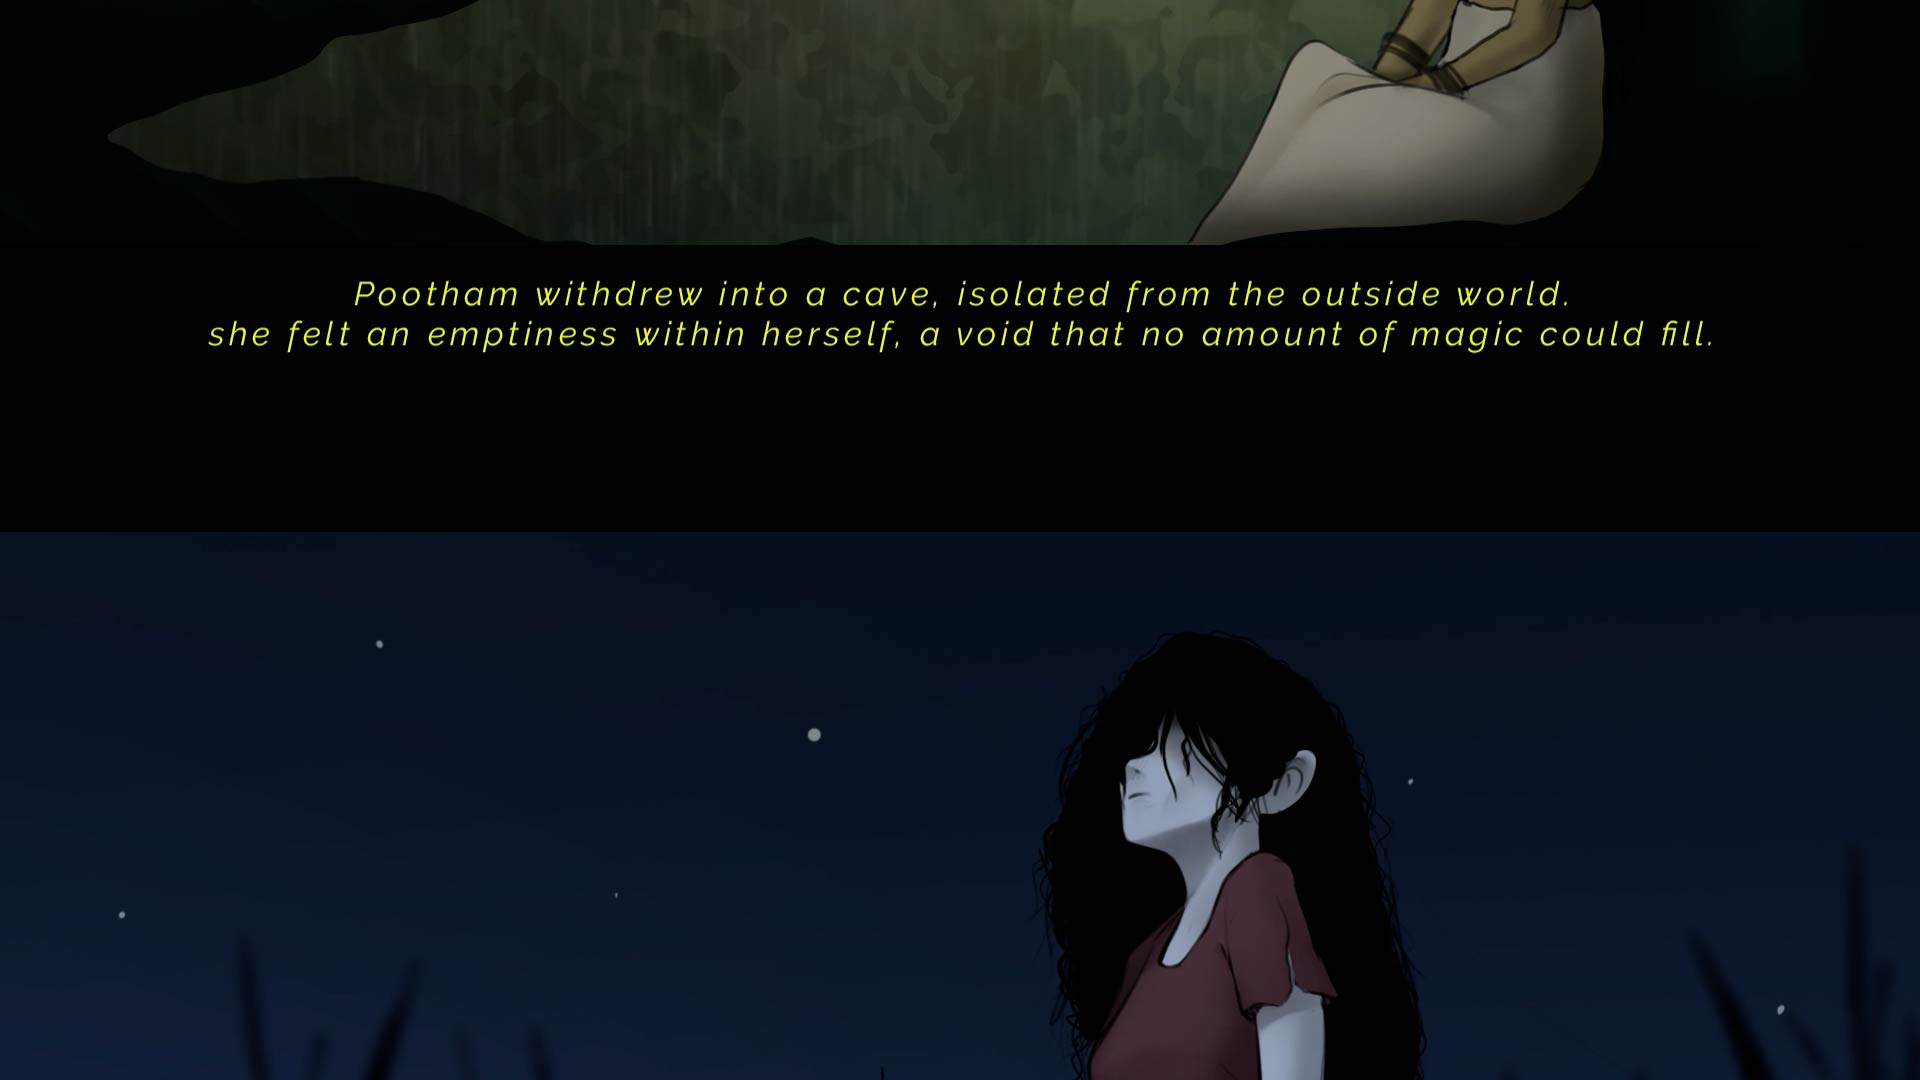 Pootham withdrew into a cave, isolated from the outside world.
she felt an emptiness within herself, a void that no amount of magic could fill.